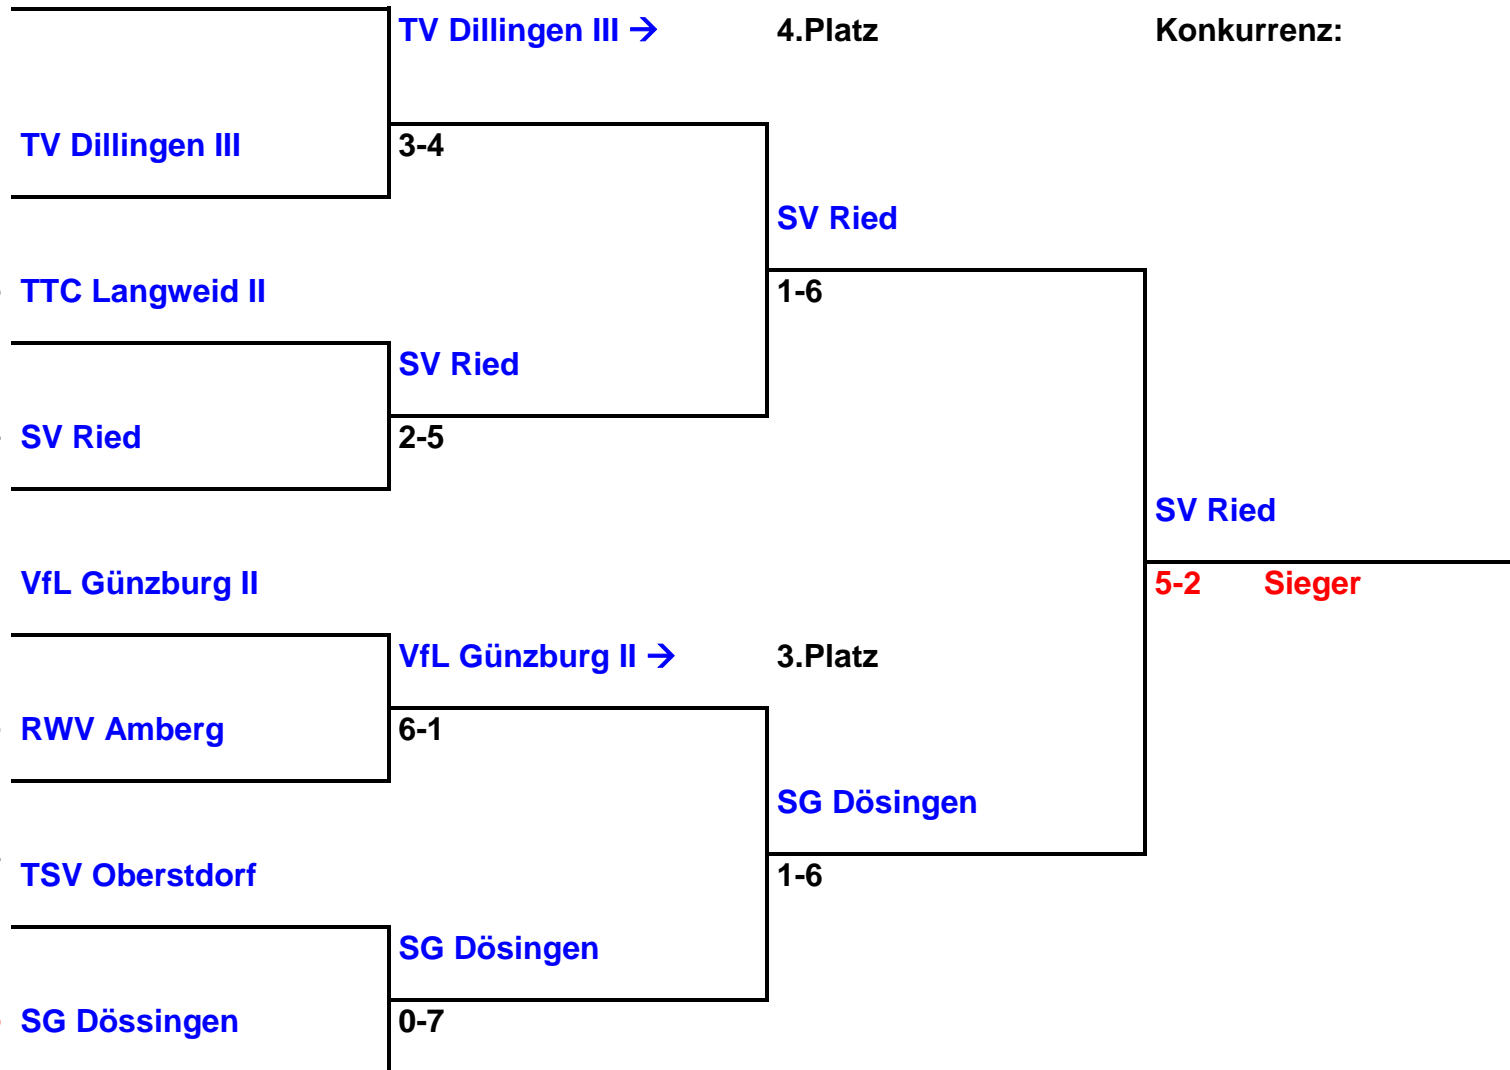 TV Dillingen III → 4.Platz Konkurrenz:
TV Dillingen III 3-4
SV Ried
TTC Langweid II 1-6
SV Ried
SV Ried 2-5
SV Ried
VfL Günzburg II 5-2 Sieger
VfL Günzburg II → 3.Platz
RWV Amberg 6-1
SG Dösingen
TSV Oberstdorf 1-6
SG Dösingen
SG Dössingen 0-7